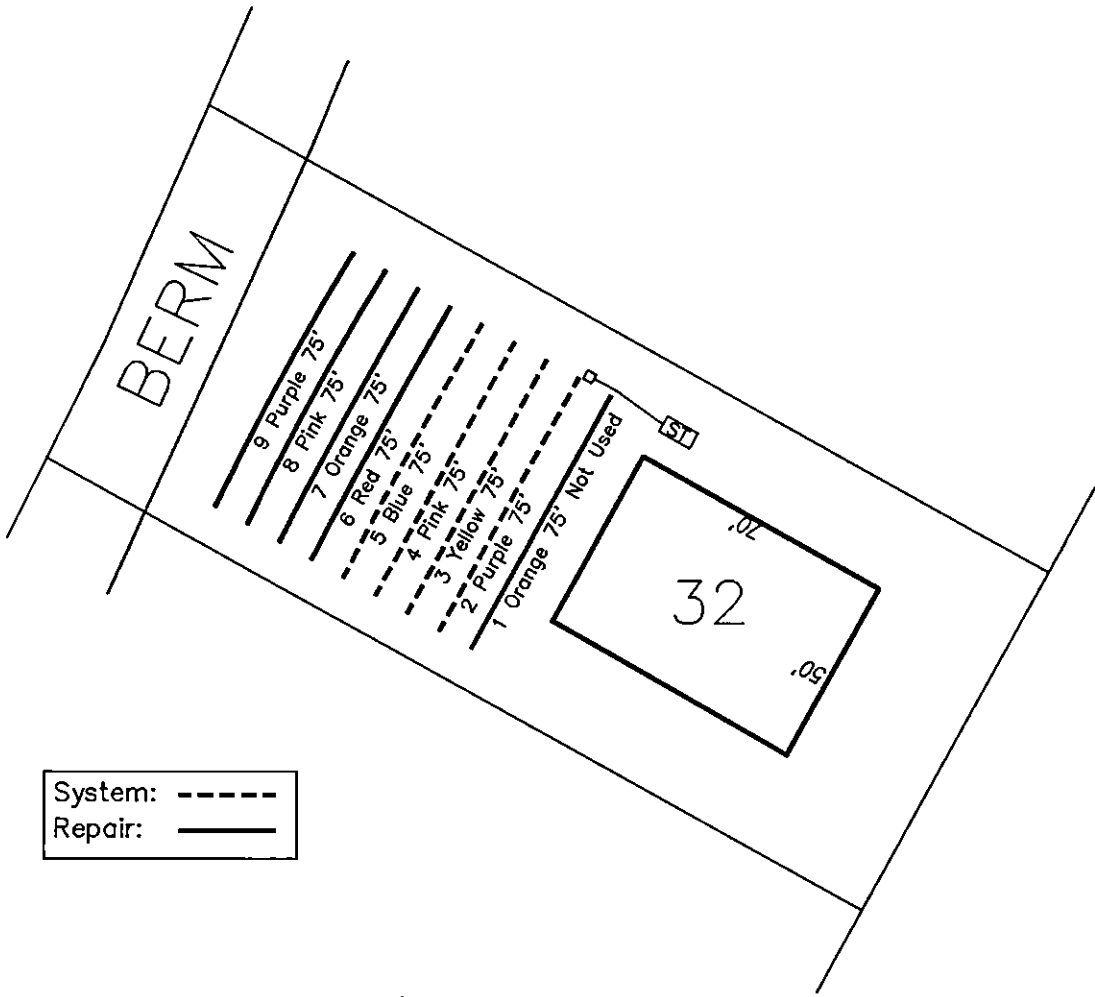 BERM
9 Purple 75'
8 Pink 75'
7 Orange 75'
6 Red 75'
5 Blue 75'
4 Pink 75'
3 Yellow 75'
2 Purple 75'
1 Orange 75' Not Used
ST
70'
32
50'
System:
Repair: